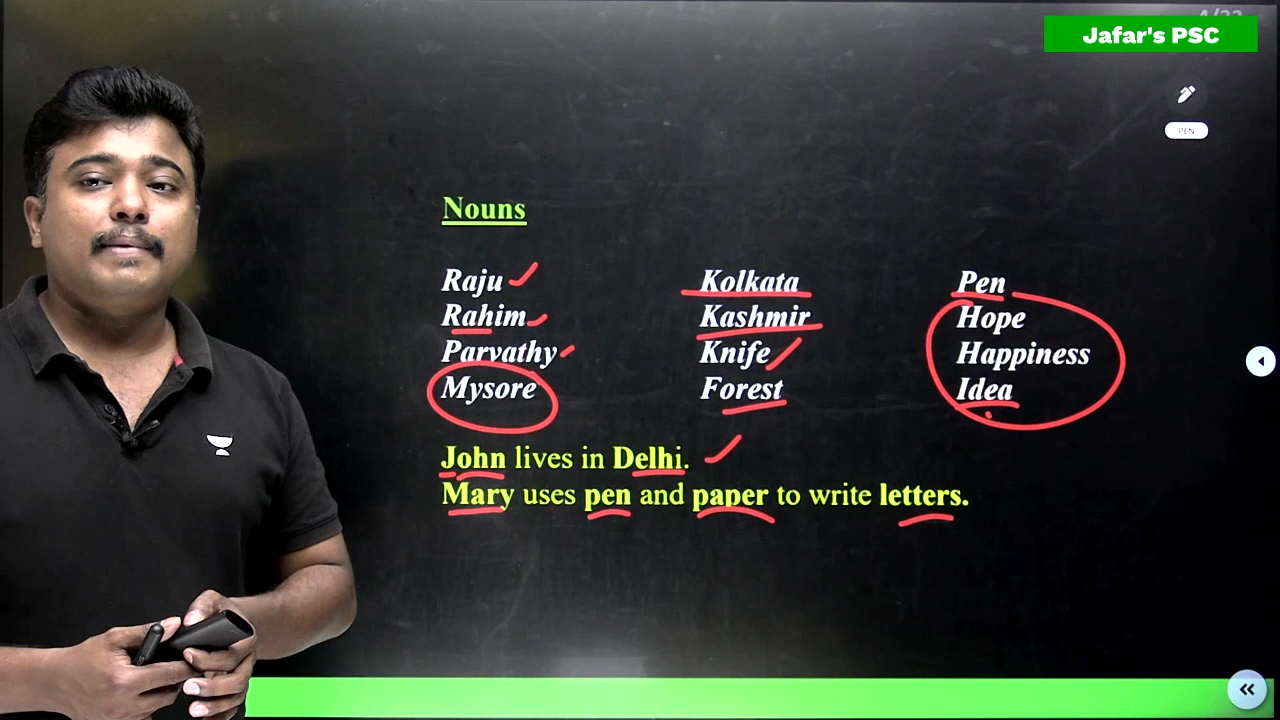 Jafar's PSC
PEN
Nouns
Raju Kolkata Pen
Rahim Kashmir Hope
Parvathy Knife Happiness
Mysore Forest Idea
John lives in Delhi.
Mary uses pen and paper to write letters.